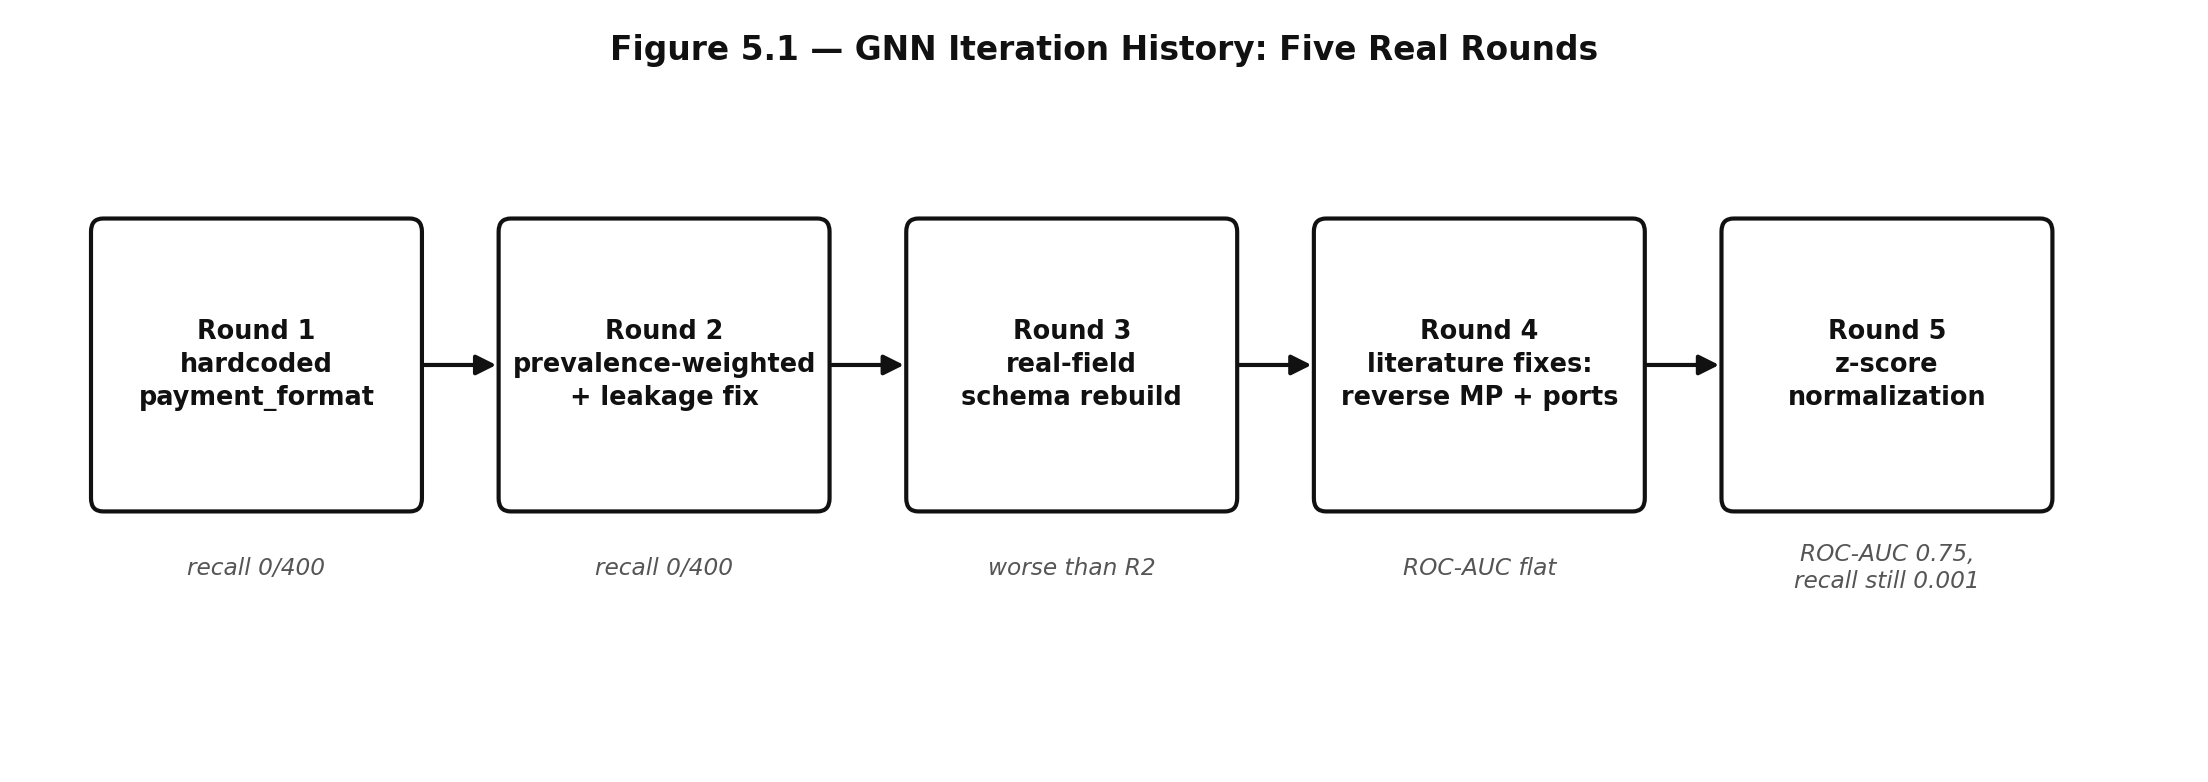 Figure 5.1 — GNN Iteration History: Five Real Rounds
Round 1
hardcoded
payment_format
Round 2
prevalence-weighted
+ leakage fix
Round 3
real-field
schema rebuild
Round 4
literature fixes:
reverse MP + ports
Round 5
z-score
normalization
recall 0/400
recall 0/400
worse than R2
ROC-AUC flat
ROC-AUC 0.75,
recall still 0.001